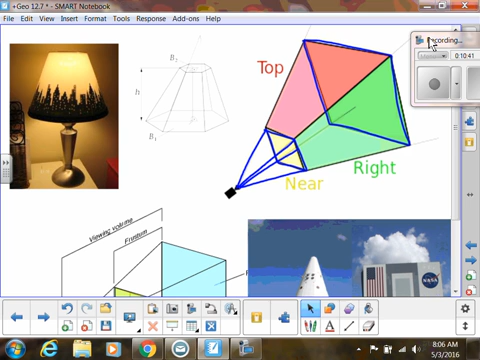 +Geo 12.7 * - SMART Notebook
File Edit View Insert Format Tools Response Add-ons Help
Recording...
0:10:41
B₂
h
B₁
Top
Right
Near
Viewing volume
Frustum
NASA
8:06 AM
5/3/2016